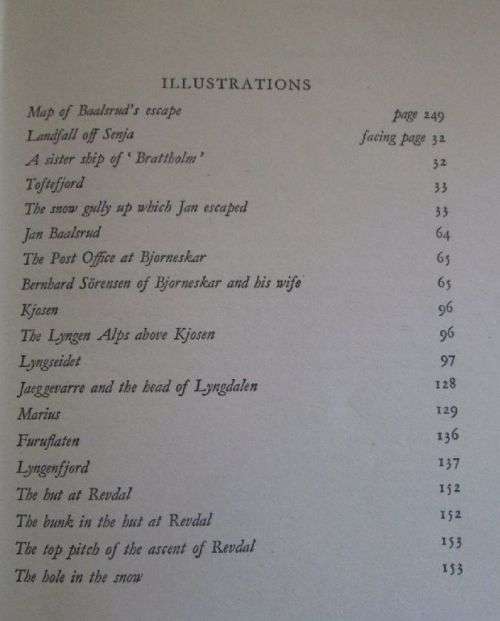 ILLUSTRATIONS
Map of Baalsrud's escape page 249
Landfall off Senja facing page 32
A sister ship of 'Brattholm' 32
Toftefjord 33
The snow gully up which Jan escaped 33
Jan Baalsrud 64
The Post Office at Bjorneskar 65
Bernhard Sörensen of Bjorneskar and his wife 65
Kjosen 96
The Lyngen Alps above Kjosen 96
Lyngseidet 97
Jaeggevarre and the head of Lyngdalen 128
Marius 129
Furuflaten 136
Lyngenfjord 137
The hut at Revdal 152
The bunk in the hut at Revdal 152
The top pitch of the ascent of Revdal 153
The hole in the snow 153